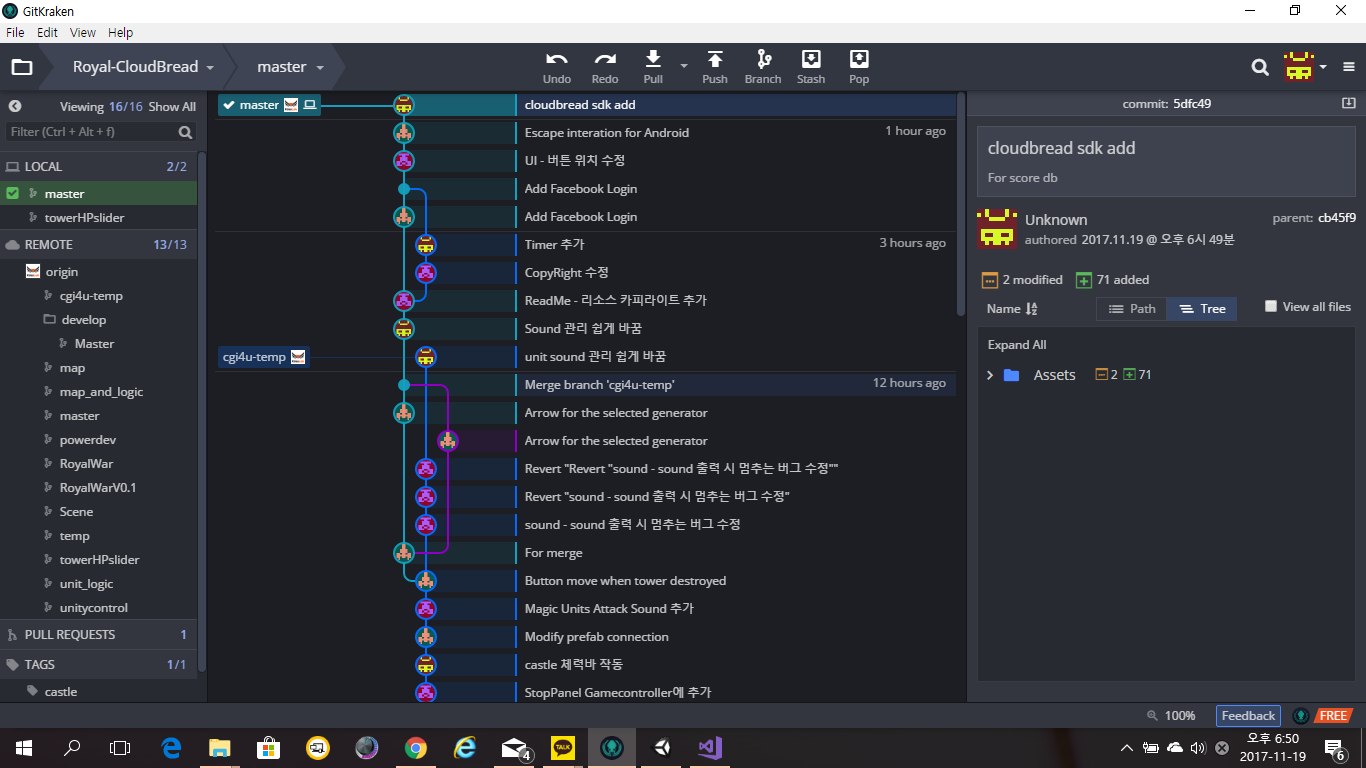 GitKraken
File Edit View Help
Royal-CloudBread master
Undo Redo Pull Push Branch Stash Pop
Viewing 16/16 Show All
Filter (Ctrl + Alt + f)
LOCAL 2/2
master
towerHPslider
REMOTE 13/13
origin
cgi4u-temp
develop
Master
map
map_and_logic
master
powerdev
RoyalWar
RoyalWarV0.1
Scene
temp
towerHPslider
unit_logic
unitycontrol
PULL REQUESTS 1
TAGS 1/1
castle
master cloudbread sdk add
Escape interation for Android 1 hour ago
UI - 버튼 위치 수정
Add Facebook Login
Add Facebook Login
Timer 추가 3 hours ago
CopyRight 수정
ReadMe - 리소스 카피라이트 추가
Sound 관리 쉽게 바꿈
cgi4u-temp unit sound 관리 쉽게 바꿈
Merge branch 'cgi4u-temp' 12 hours ago
Arrow for the selected generator
Arrow for the selected generator
Revert "Revert "sound - sound 출력 시 멈추는 버그 수정""
Revert "sound - sound 출력 시 멈추는 버그 수정"
sound - sound 출력 시 멈추는 버그 수정
For merge
Button move when tower destroyed
Magic Units Attack Sound 추가
Modify prefab connection
castle 체력바 작동
StopPanel Gamecontroller에 추가
commit: 5dfc49
cloudbread sdk add
For score db
Unknown parent: cb45f9
authored 2017.11.19 @ 오후 6시 49분
2 modified 71 added
Name Path Tree View all files
Expand All
Assets 2 71
100% Feedback FREE
4 TALK 오후 6:50
2017-11-19 6